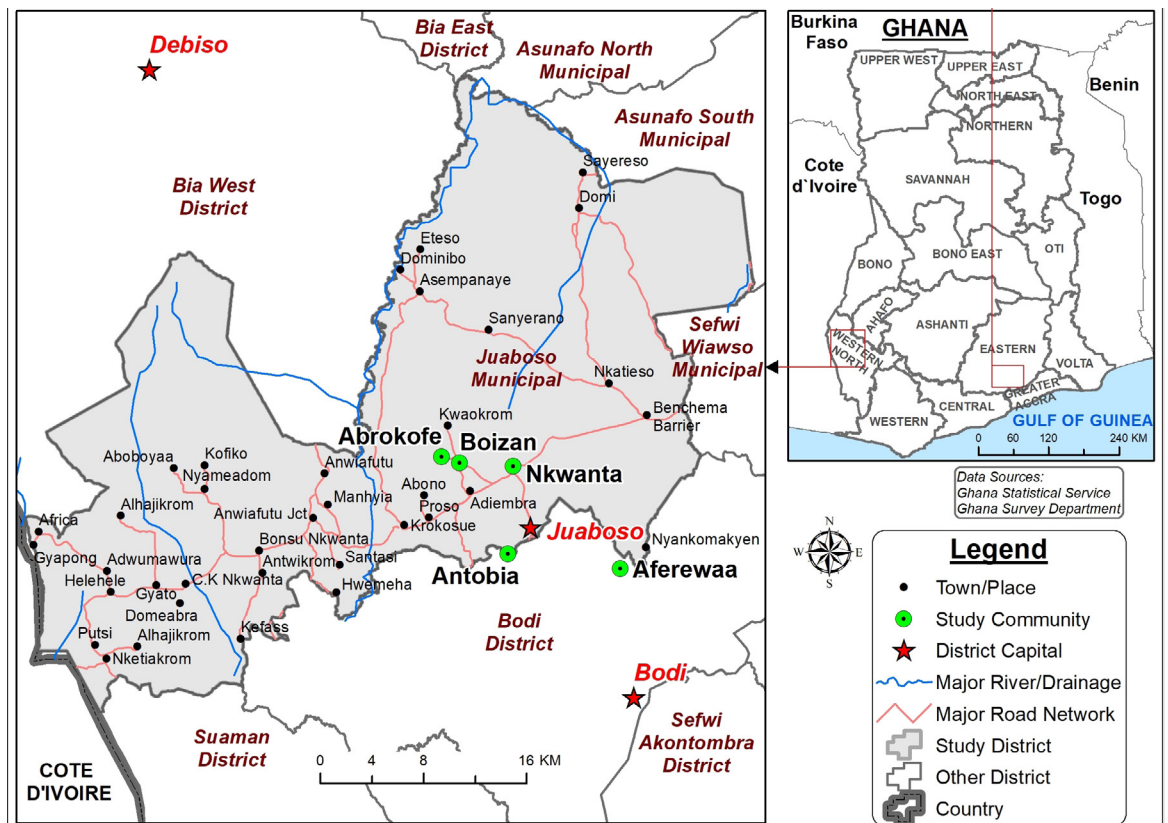 Debiso
Bia East
District
Asunafo North
Municipal
Asunafo South
Municipal
Bia West
District
Sayereso
Domi
Eteso
Dominibo
Asempanaye
Sanyerano
Juaboso
Municipal
Sefwi
Wiawso
Municipal
Nkatieso
Benchema
Barrier
Kwaokrom
Abrokofe
Boizan
Nkwanta
Aboboyaa
Kofiko
Nyameadom
Anwiafutu
Alhajikrom
Manhyia
Abono
Proso
Adiembra
Africa
Anwiafutu Jct
Krokosue
Juaboso
Gyapong
Adwumawura
Bonsu Nkwanta
Nyankomakyen
Helehele
Antwikrom
Santasi
Antobia
Aferewaa
Gyato
C.K Nkwanta
Hwemeha
Domeabra
Putsi
Alhajikrom
Kefass
Nketiakrom
Bodi
District
Bodi
Suaman
District
Sefwi
Akontombra
District
COTE
D'IVOIRE
0 4 8 16 KM
Burkina
Faso
GHANA
UPPER WEST
UPPER EAST
NORTH EAST
NORTHERN
Benin
Cote
d`Ivoire
SAVANNAH
Togo
BONO
BONO EAST
OTI
AHAFO
ASHANTI
WESTERN
NORTH
EASTERN
VOLTA
GREATER
ACCRA
CENTRAL
WESTERN
GULF OF GUINEA
0 60 120 240 KM
Data Sources:
Ghana Statistical Service
Ghana Survey Department
N
W E
S
Legend
Town/Place
Study Community
District Capital
Major River/Drainage
Major Road Network
Study District
Other District
Country